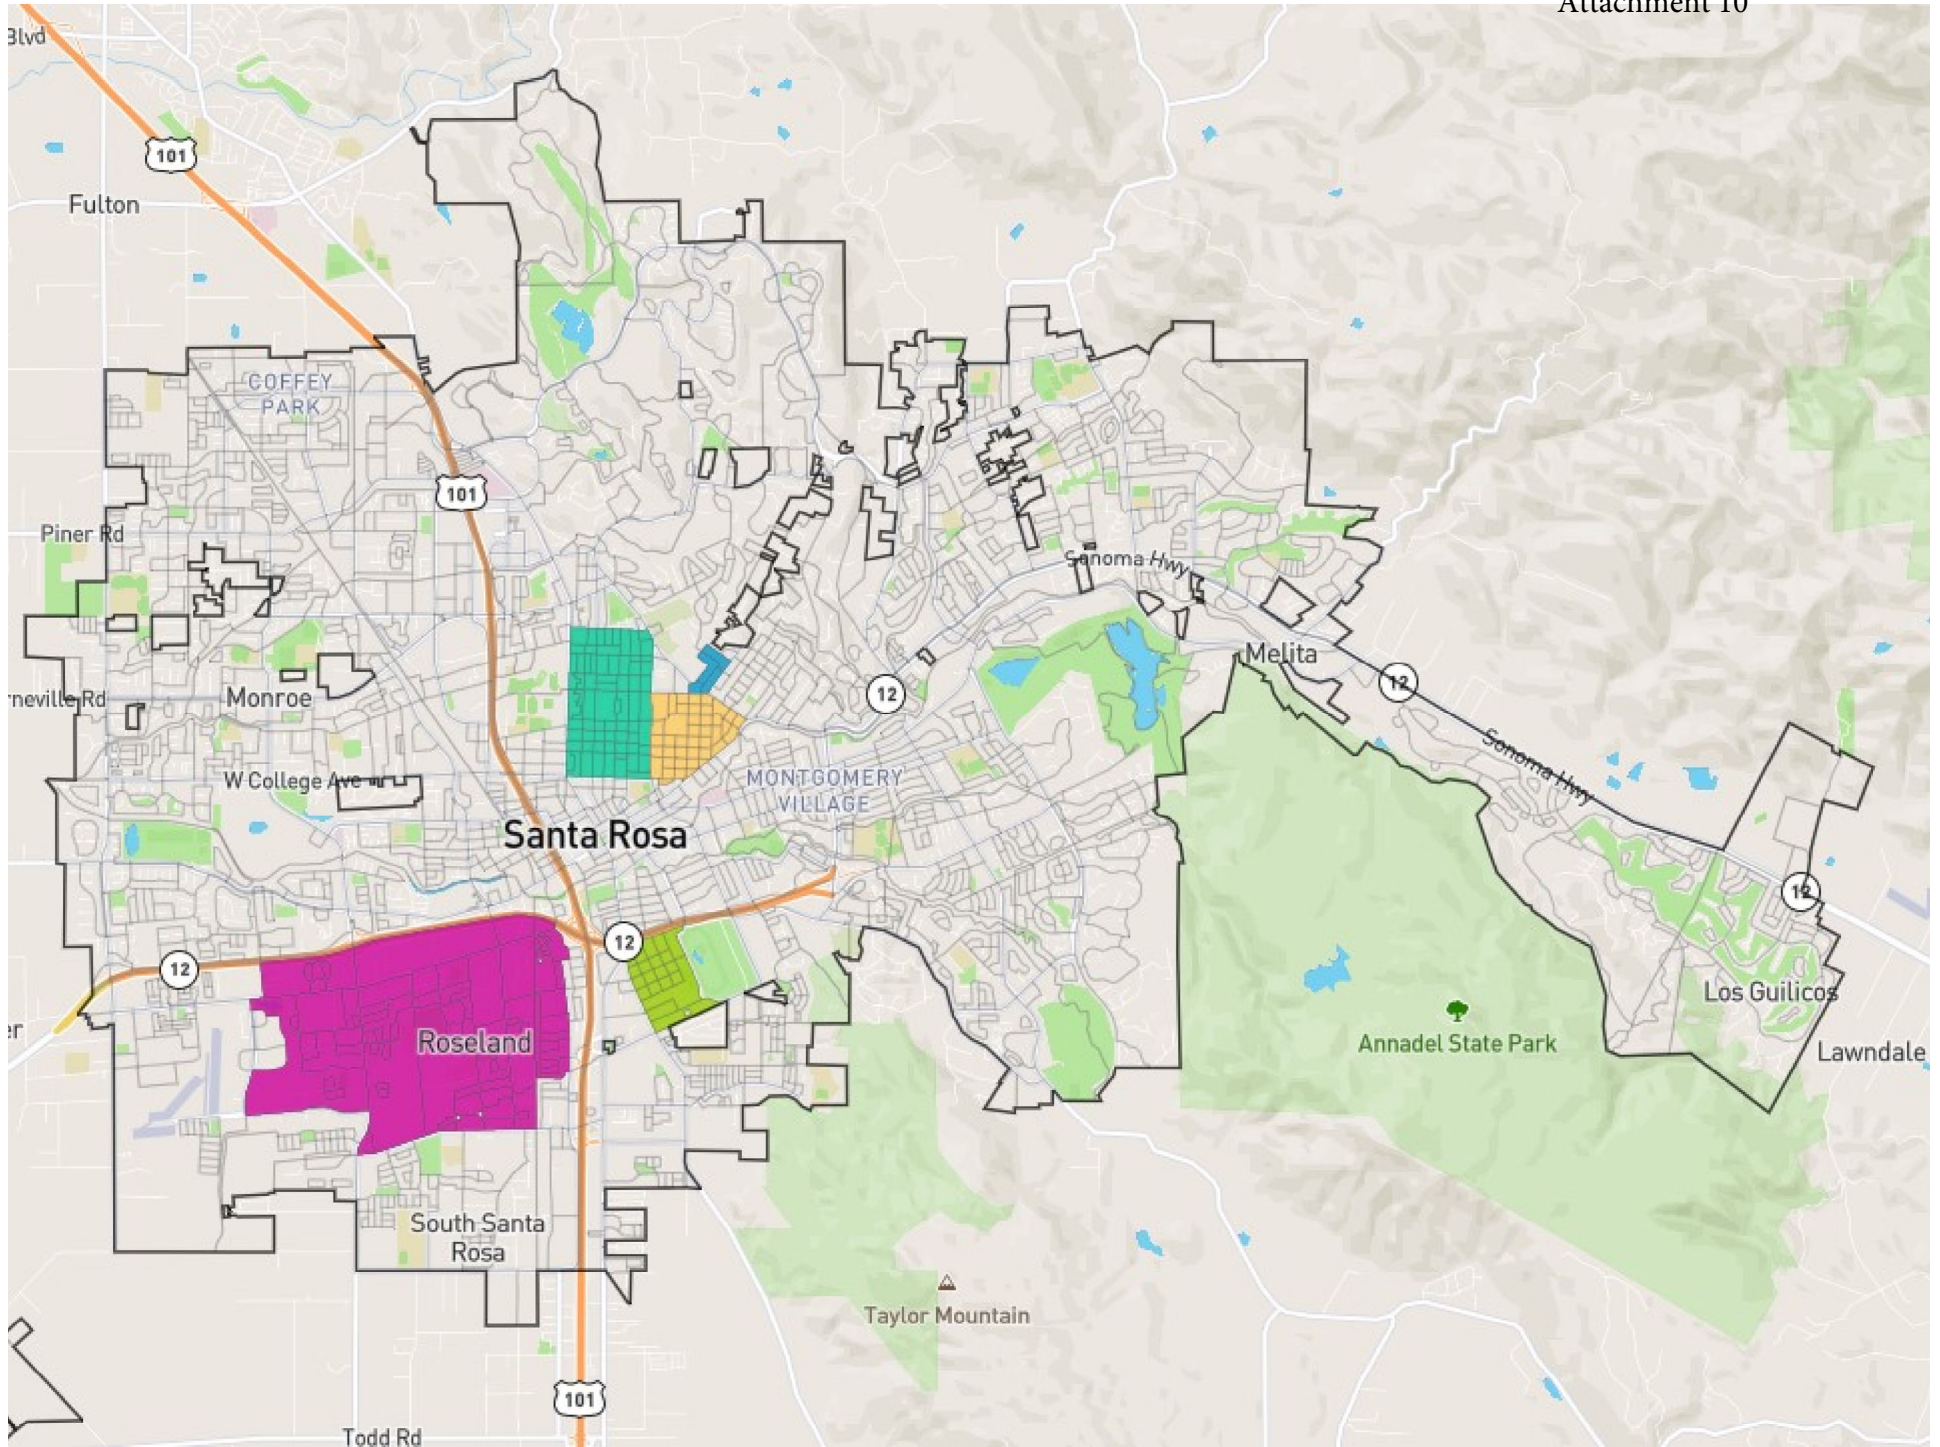 Attachment 10
Blvd
101
Fulton
COFFEY
PARK
101
Piner Rd
Sonoma Hwy
Melita
12
12
rneville Rd
Monroe
Sonoma Hwy
W College Ave
MONTGOMERY
VILLAGE
Santa Rosa
12
12
12
Los Guilicos
er
Roseland
Annadel State Park
Lawndale
South Santa
Rosa
Taylor Mountain
101
Todd Rd